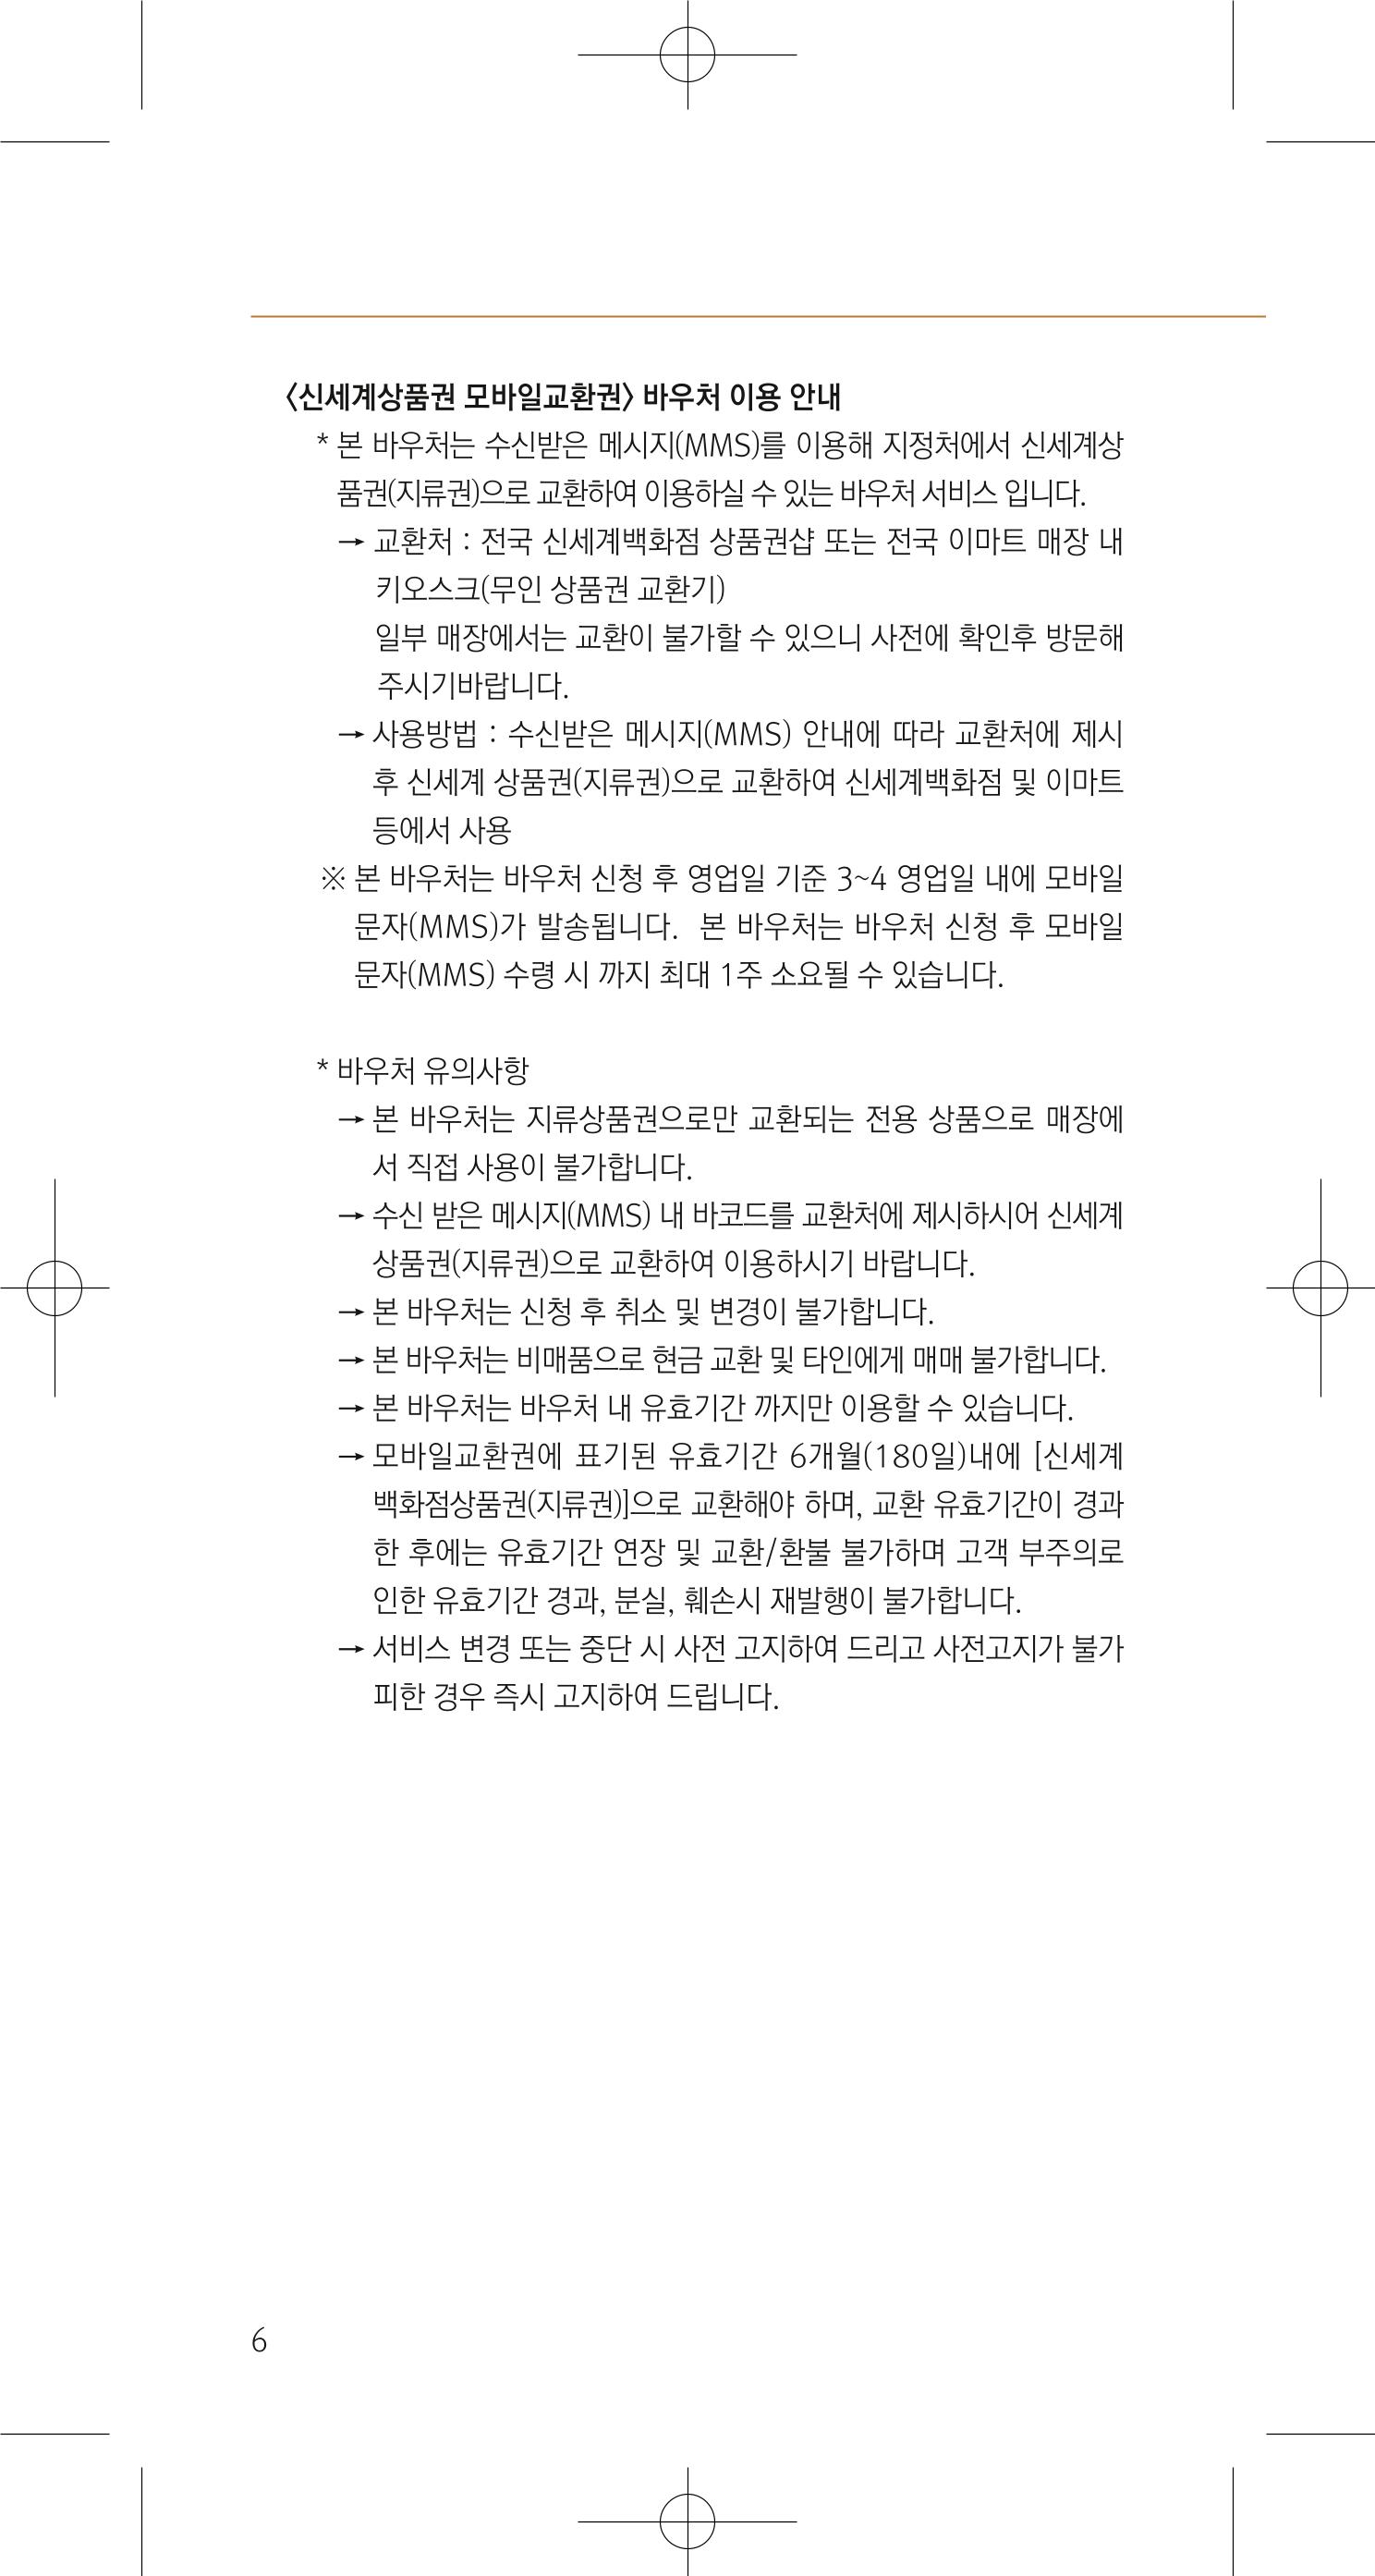 〈신세계상품권 모바일교환권〉 바우처 이용 안내
* 본 바우처는 수신받은 메시지(MMS)를 이용해 지정처에서 신세계상
품권(지류권)으로 교환하여 이용하실 수 있는 바우처 서비스 입니다.
→ 교환처 : 전국 신세계백화점 상품권샵 또는 전국 이마트 매장 내
키오스크(무인 상품권 교환기)
일부 매장에서는 교환이 불가할 수 있으니 사전에 확인후 방문해
주시기바랍니다.
→ 사용방법 : 수신받은 메시지(MMS) 안내에 따라 교환처에 제시
후 신세계 상품권(지류권)으로 교환하여 신세계백화점 및 이마트
등에서 사용
※ 본 바우처는 바우처 신청 후 영업일 기준 3~4 영업일 내에 모바일
문자(MMS)가 발송됩니다. 본 바우처는 바우처 신청 후 모바일
문자(MMS) 수령 시 까지 최대 1주 소요될 수 있습니다.
* 바우처 유의사항
→ 본 바우처는 지류상품권으로만 교환되는 전용 상품으로 매장에
서 직접 사용이 불가합니다.
→ 수신 받은 메시지(MMS) 내 바코드를 교환처에 제시하시어 신세계
상품권(지류권)으로 교환하여 이용하시기 바랍니다.
→ 본 바우처는 신청 후 취소 및 변경이 불가합니다.
→ 본 바우처는 비매품으로 현금 교환 및 타인에게 매매 불가합니다.
→ 본 바우처는 바우처 내 유효기간 까지만 이용할 수 있습니다.
→ 모바일교환권에 표기된 유효기간 6개월(180일)내에 [신세계
백화점상품권(지류권)]으로 교환해야 하며, 교환 유효기간이 경과
한 후에는 유효기간 연장 및 교환/환불 불가하며 고객 부주의로
인한 유효기간 경과, 분실, 훼손시 재발행이 불가합니다.
→ 서비스 변경 또는 중단 시 사전 고지하여 드리고 사전고지가 불가
피한 경우 즉시 고지하여 드립니다.
6